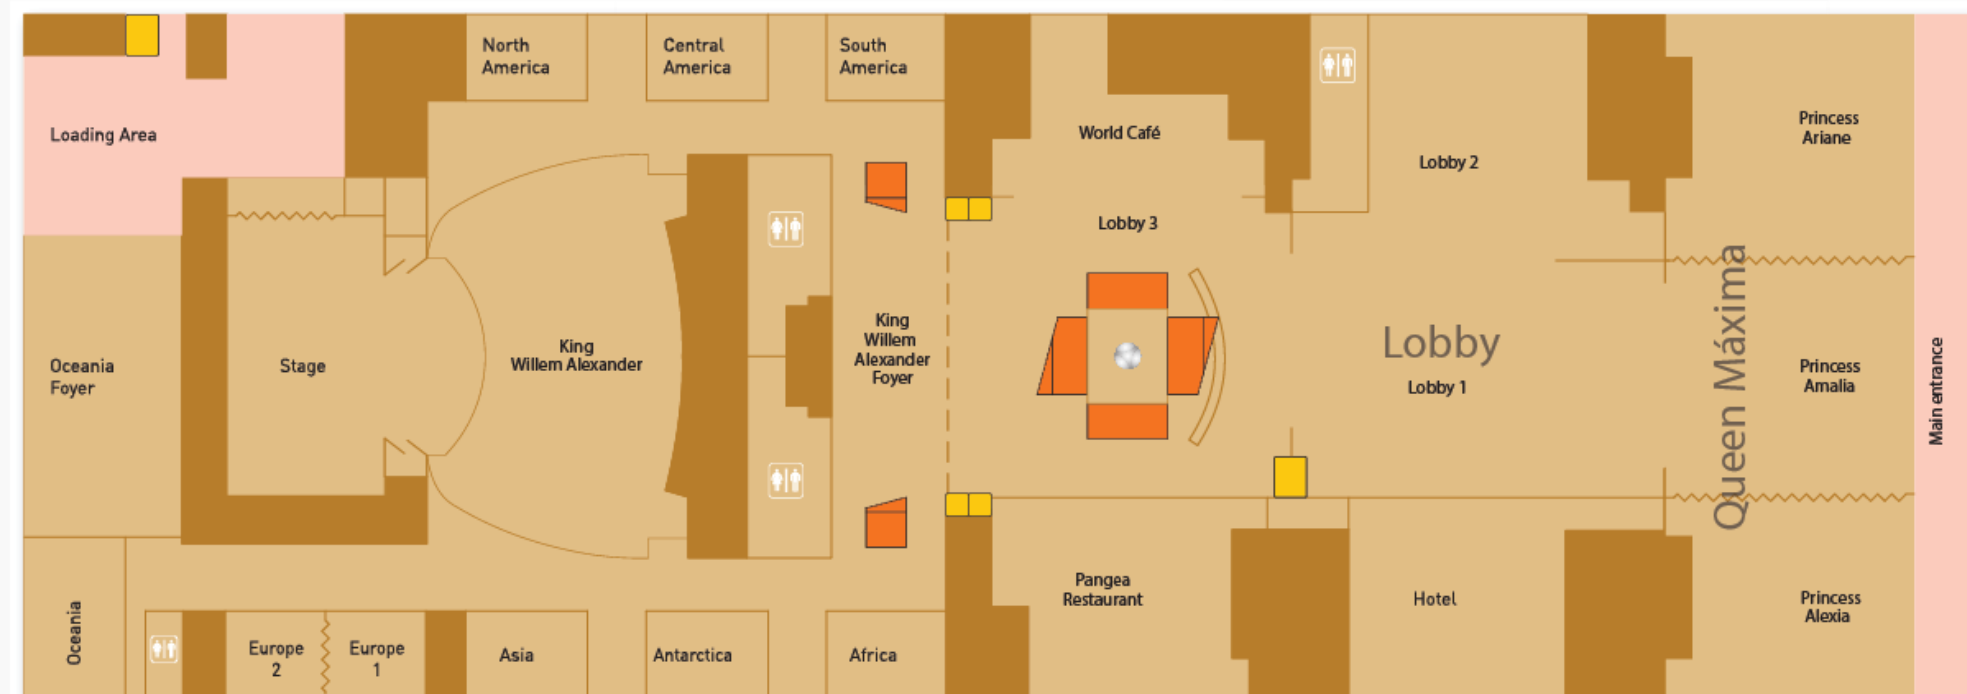 North
America
Central
America
South
America
Loading Area
World Café
Lobby 2
Princess
Ariane
Lobby 3
King
Willem
Alexander
Foyer
Oceania
Foyer
Stage
King
Willem Alexander
Lobby
Lobby 1
Queen Máxima
Princess
Amalia
Main entrance
Pangea
Restaurant
Hotel
Princess
Alexia
Oceania
Europe
2
Europe
1
Asia
Antarctica
Africa